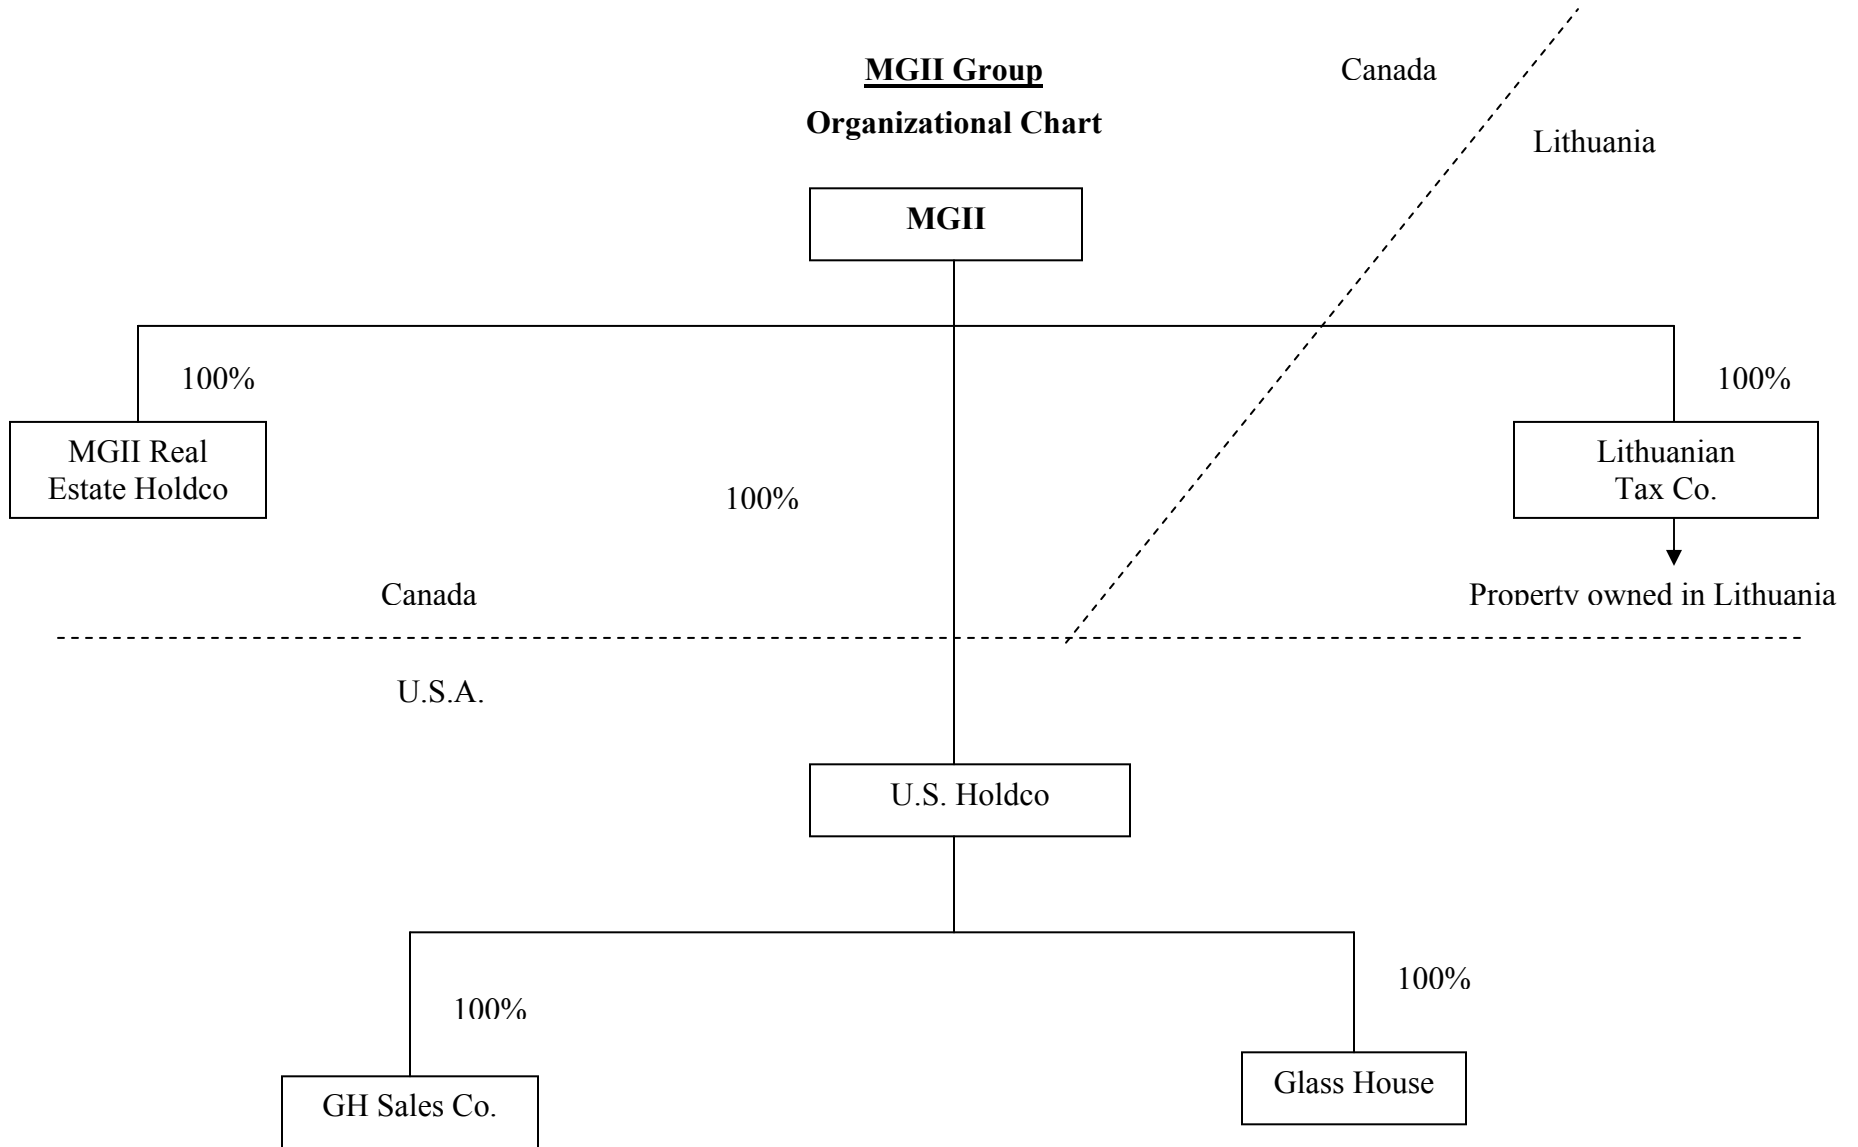 MGII Group
Canada
Organizational Chart
Lithuania
MGII
100%
100%
MGII Real
Estate Holdco
Lithuanian
Tax Co.
100%
Canada
Property owned in Lithuania
U.S.A.
U.S. Holdco
100%
100%
Glass House
GH Sales Co.